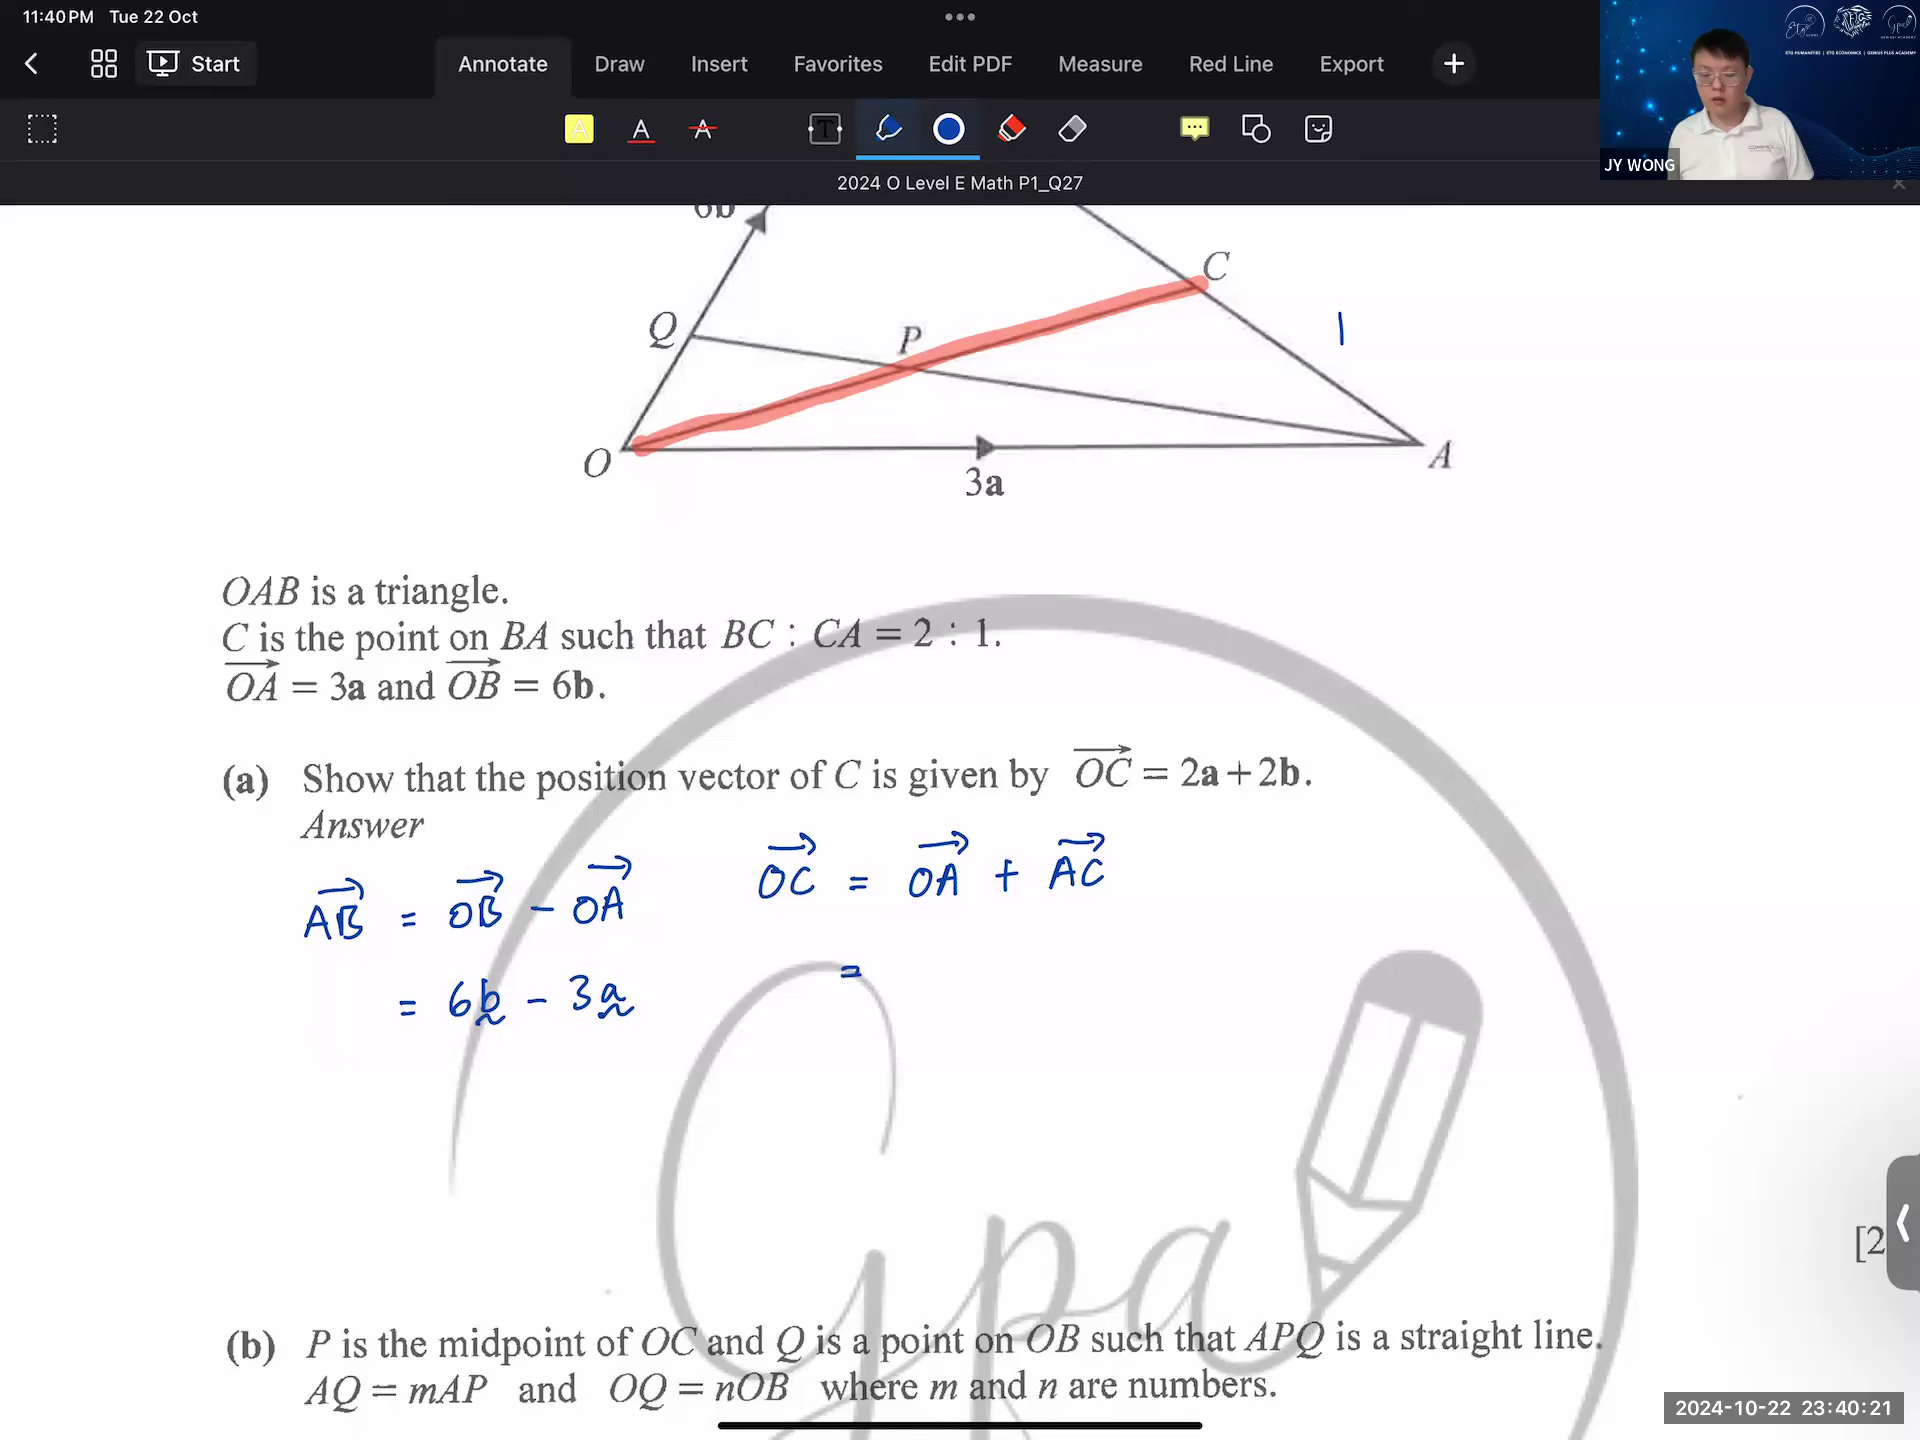 11:40 PM Tue 22 Oct
Start
Annotate Draw Insert Favorites Edit PDF Measure Red Line Export
A A A T
JY WONG
2024 O Level E Math P1_Q27
6b
C
1
Q
P
O
A
3a
OAB is a triangle.
C is the point on BA such that BC : CA = 2 : 1.
OA = 3a and OB = 6b.
(a) Show that the position vector of C is given by OC = 2a + 2b.
Answer
AB = OB - OA
OC = OA + AC
= 6b - 3a
=
[2
Gpa
(b) P is the midpoint of OC and Q is a point on OB such that APQ is a straight line.
AQ = mAP and OQ = nOB where m and n are numbers.
2024-10-22 23:40:21